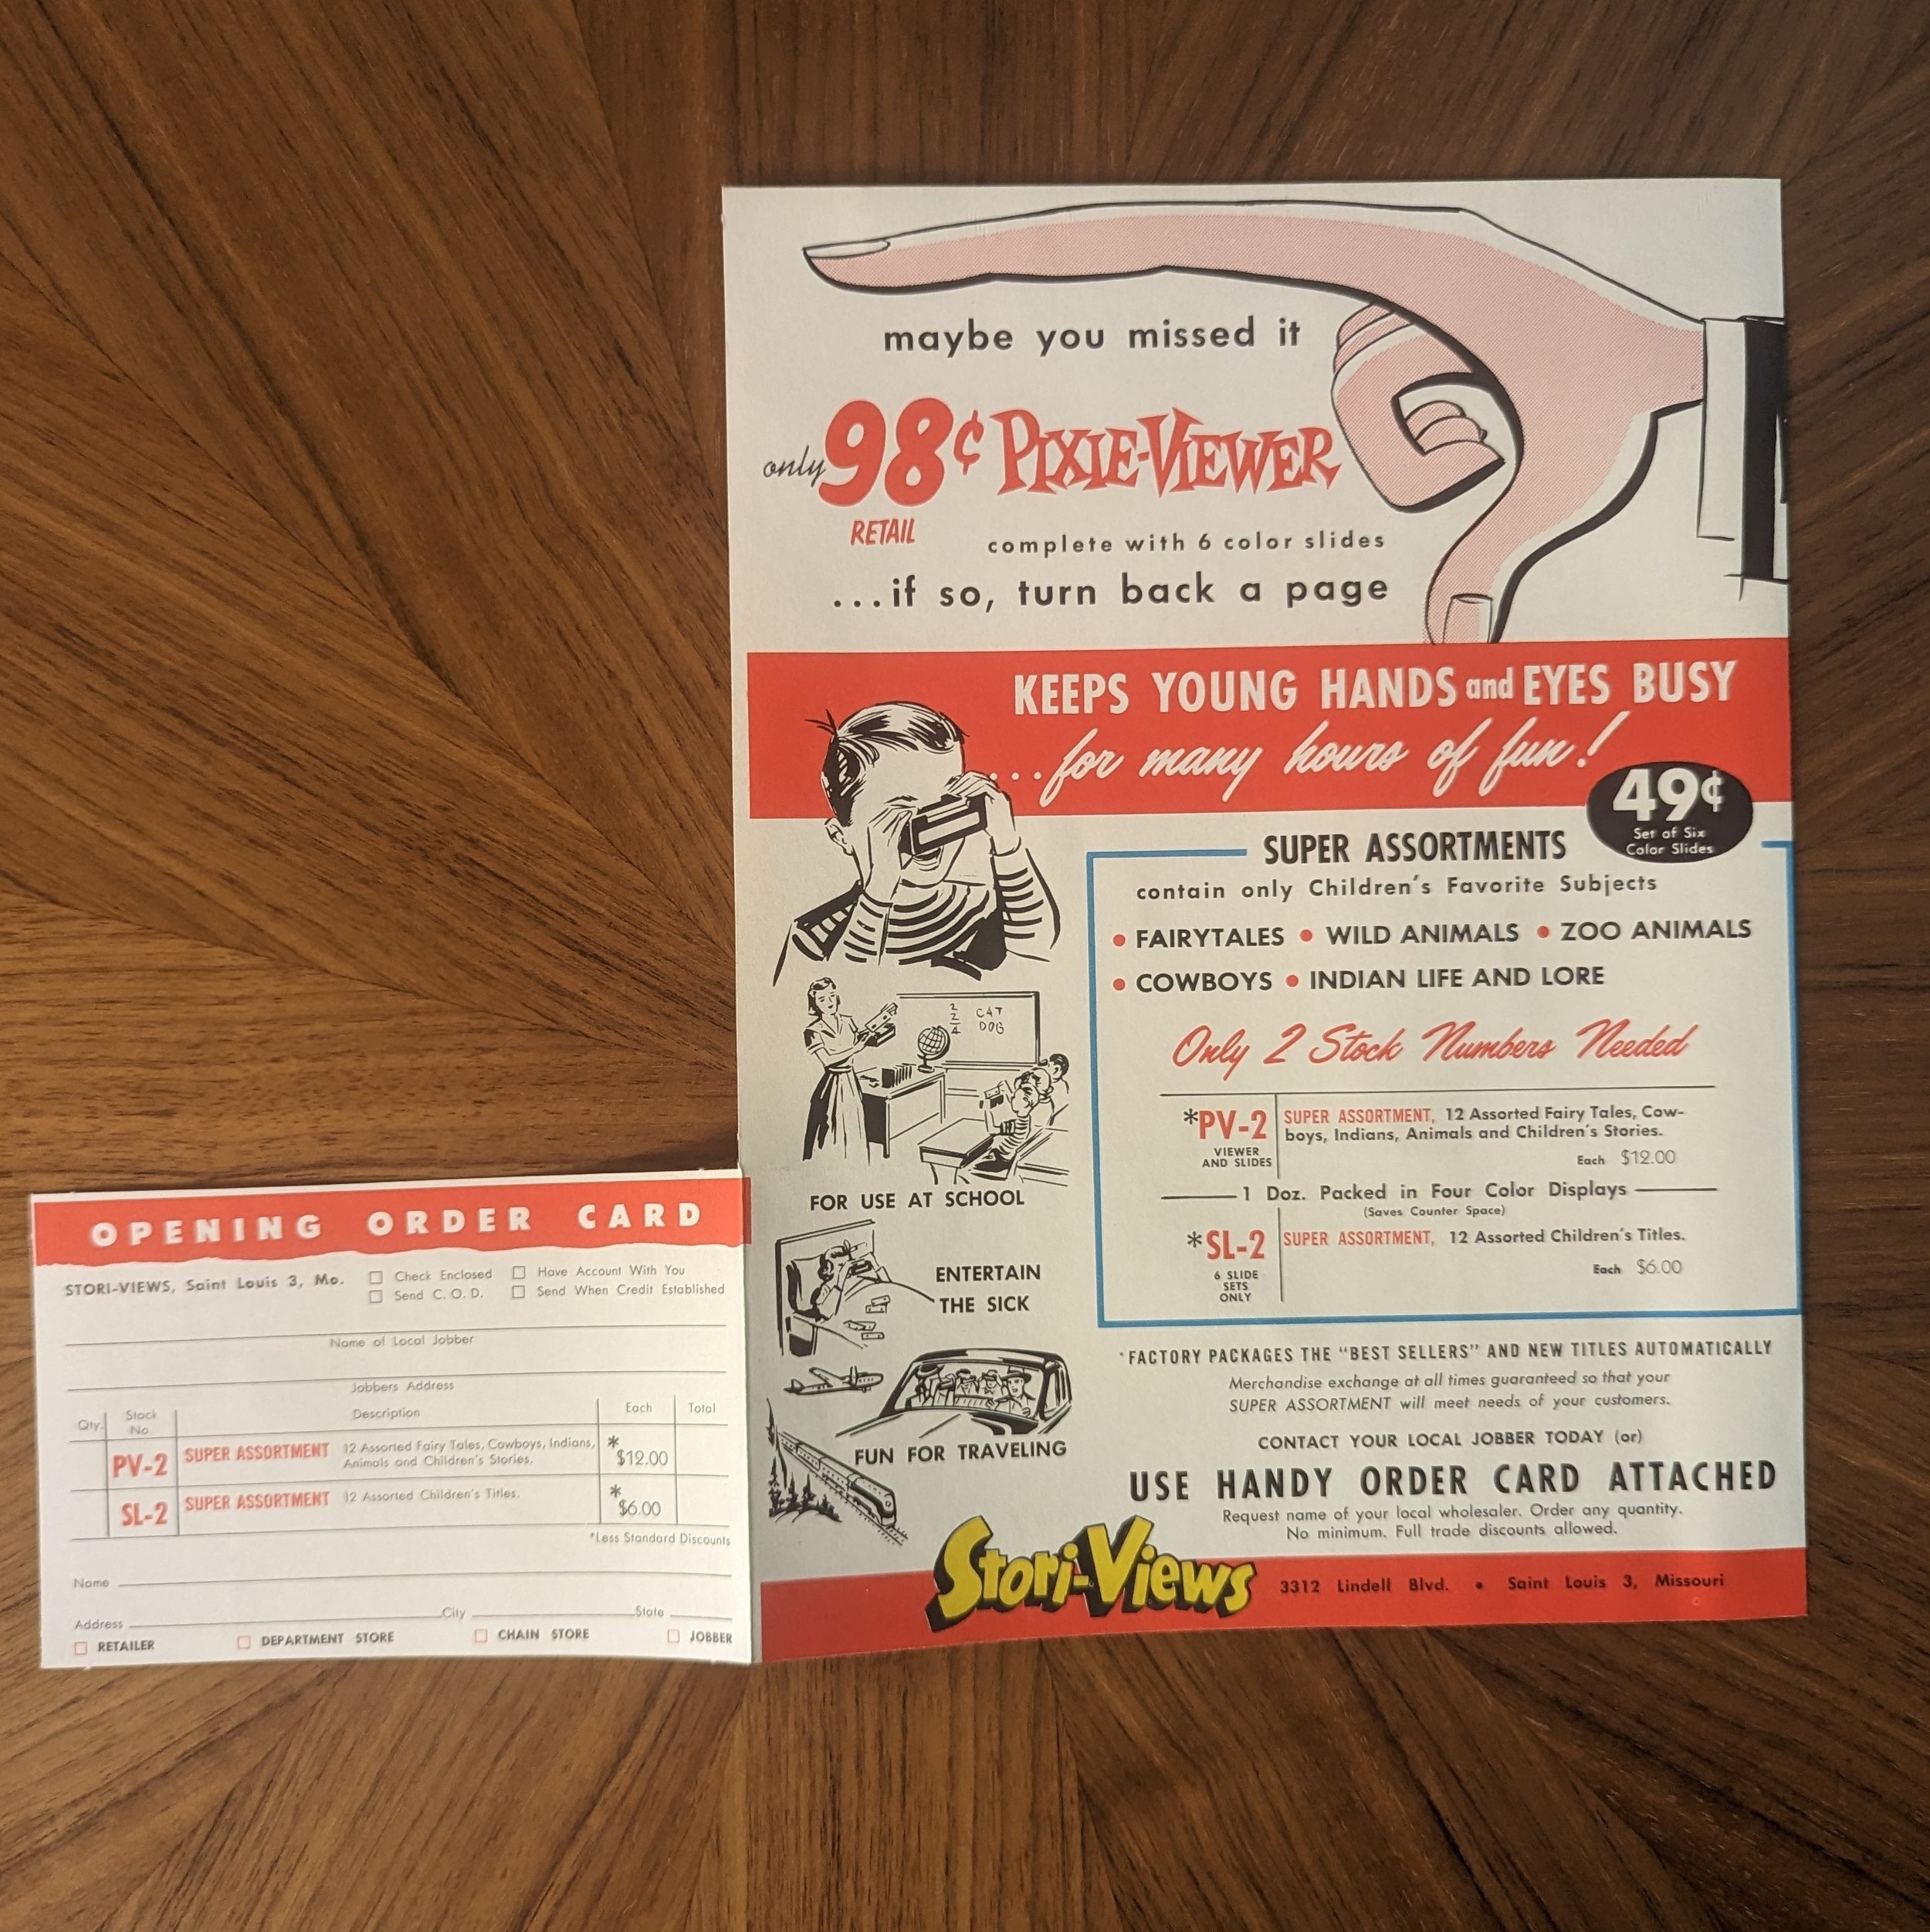 maybe you missed it
only 98¢ PIXIE-VIEWER
RETAIL
complete with 6 color slides
...if so, turn back a page
KEEPS YOUNG HANDS and EYES BUSY
...for many hours of fun!
49¢
Set of Six
Color Slides
SUPER ASSORTMENTS
contain only Children's Favorite Subjects
• FAIRYTALES • WILD ANIMALS • ZOO ANIMALS
• COWBOYS • INDIAN LIFE AND LORE
Only 2 Stock Numbers Needed
*PV-2
VIEWER
AND SLIDES
SUPER ASSORTMENT, 12 Assorted Fairy Tales, Cow-
boys, Indians, Animals and Children's Stories.
Each $12.00
1 Doz. Packed in Four Color Displays
(Saves Counter Space)
*SL-2
6 SLIDE
SETS
ONLY
SUPER ASSORTMENT, 12 Assorted Children's Titles.
Each $6.00
*FACTORY PACKAGES THE "BEST SELLERS" AND NEW TITLES AUTOMATICALLY
Merchandise exchange at all times guaranteed so that your
SUPER ASSORTMENT will meet needs of your customers.
CONTACT YOUR LOCAL JOBBER TODAY (or)
USE HANDY ORDER CARD ATTACHED
Request name of your local wholesaler. Order any quantity.
No minimum. Full trade discounts allowed.
2
2
4
CAT
DOG
FOR USE AT SCHOOL
ENTERTAIN
THE SICK
FUN FOR TRAVELING
Stori-Views
3312 Lindell Blvd. • Saint Louis 3, Missouri
OPENING ORDER CARD
STORI-VIEWS, Saint Louis 3, Mo.
Check Enclosed
Have Account With You
Send C. O. D.
Send When Credit Established
Name of Local Jobber
Jobbers Address
Qty. Stock No. Description Each Total
PV-2 SUPER ASSORTMENT 12 Assorted Fairy Tales, Cowboys, Indians, * $12.00
Animals and Children's Stories.
SL-2 SUPER ASSORTMENT 12 Assorted Children's Titles. * $6.00
*Less Standard Discounts
Name
Address City State
RETAILER DEPARTMENT STORE CHAIN STORE JOBBER